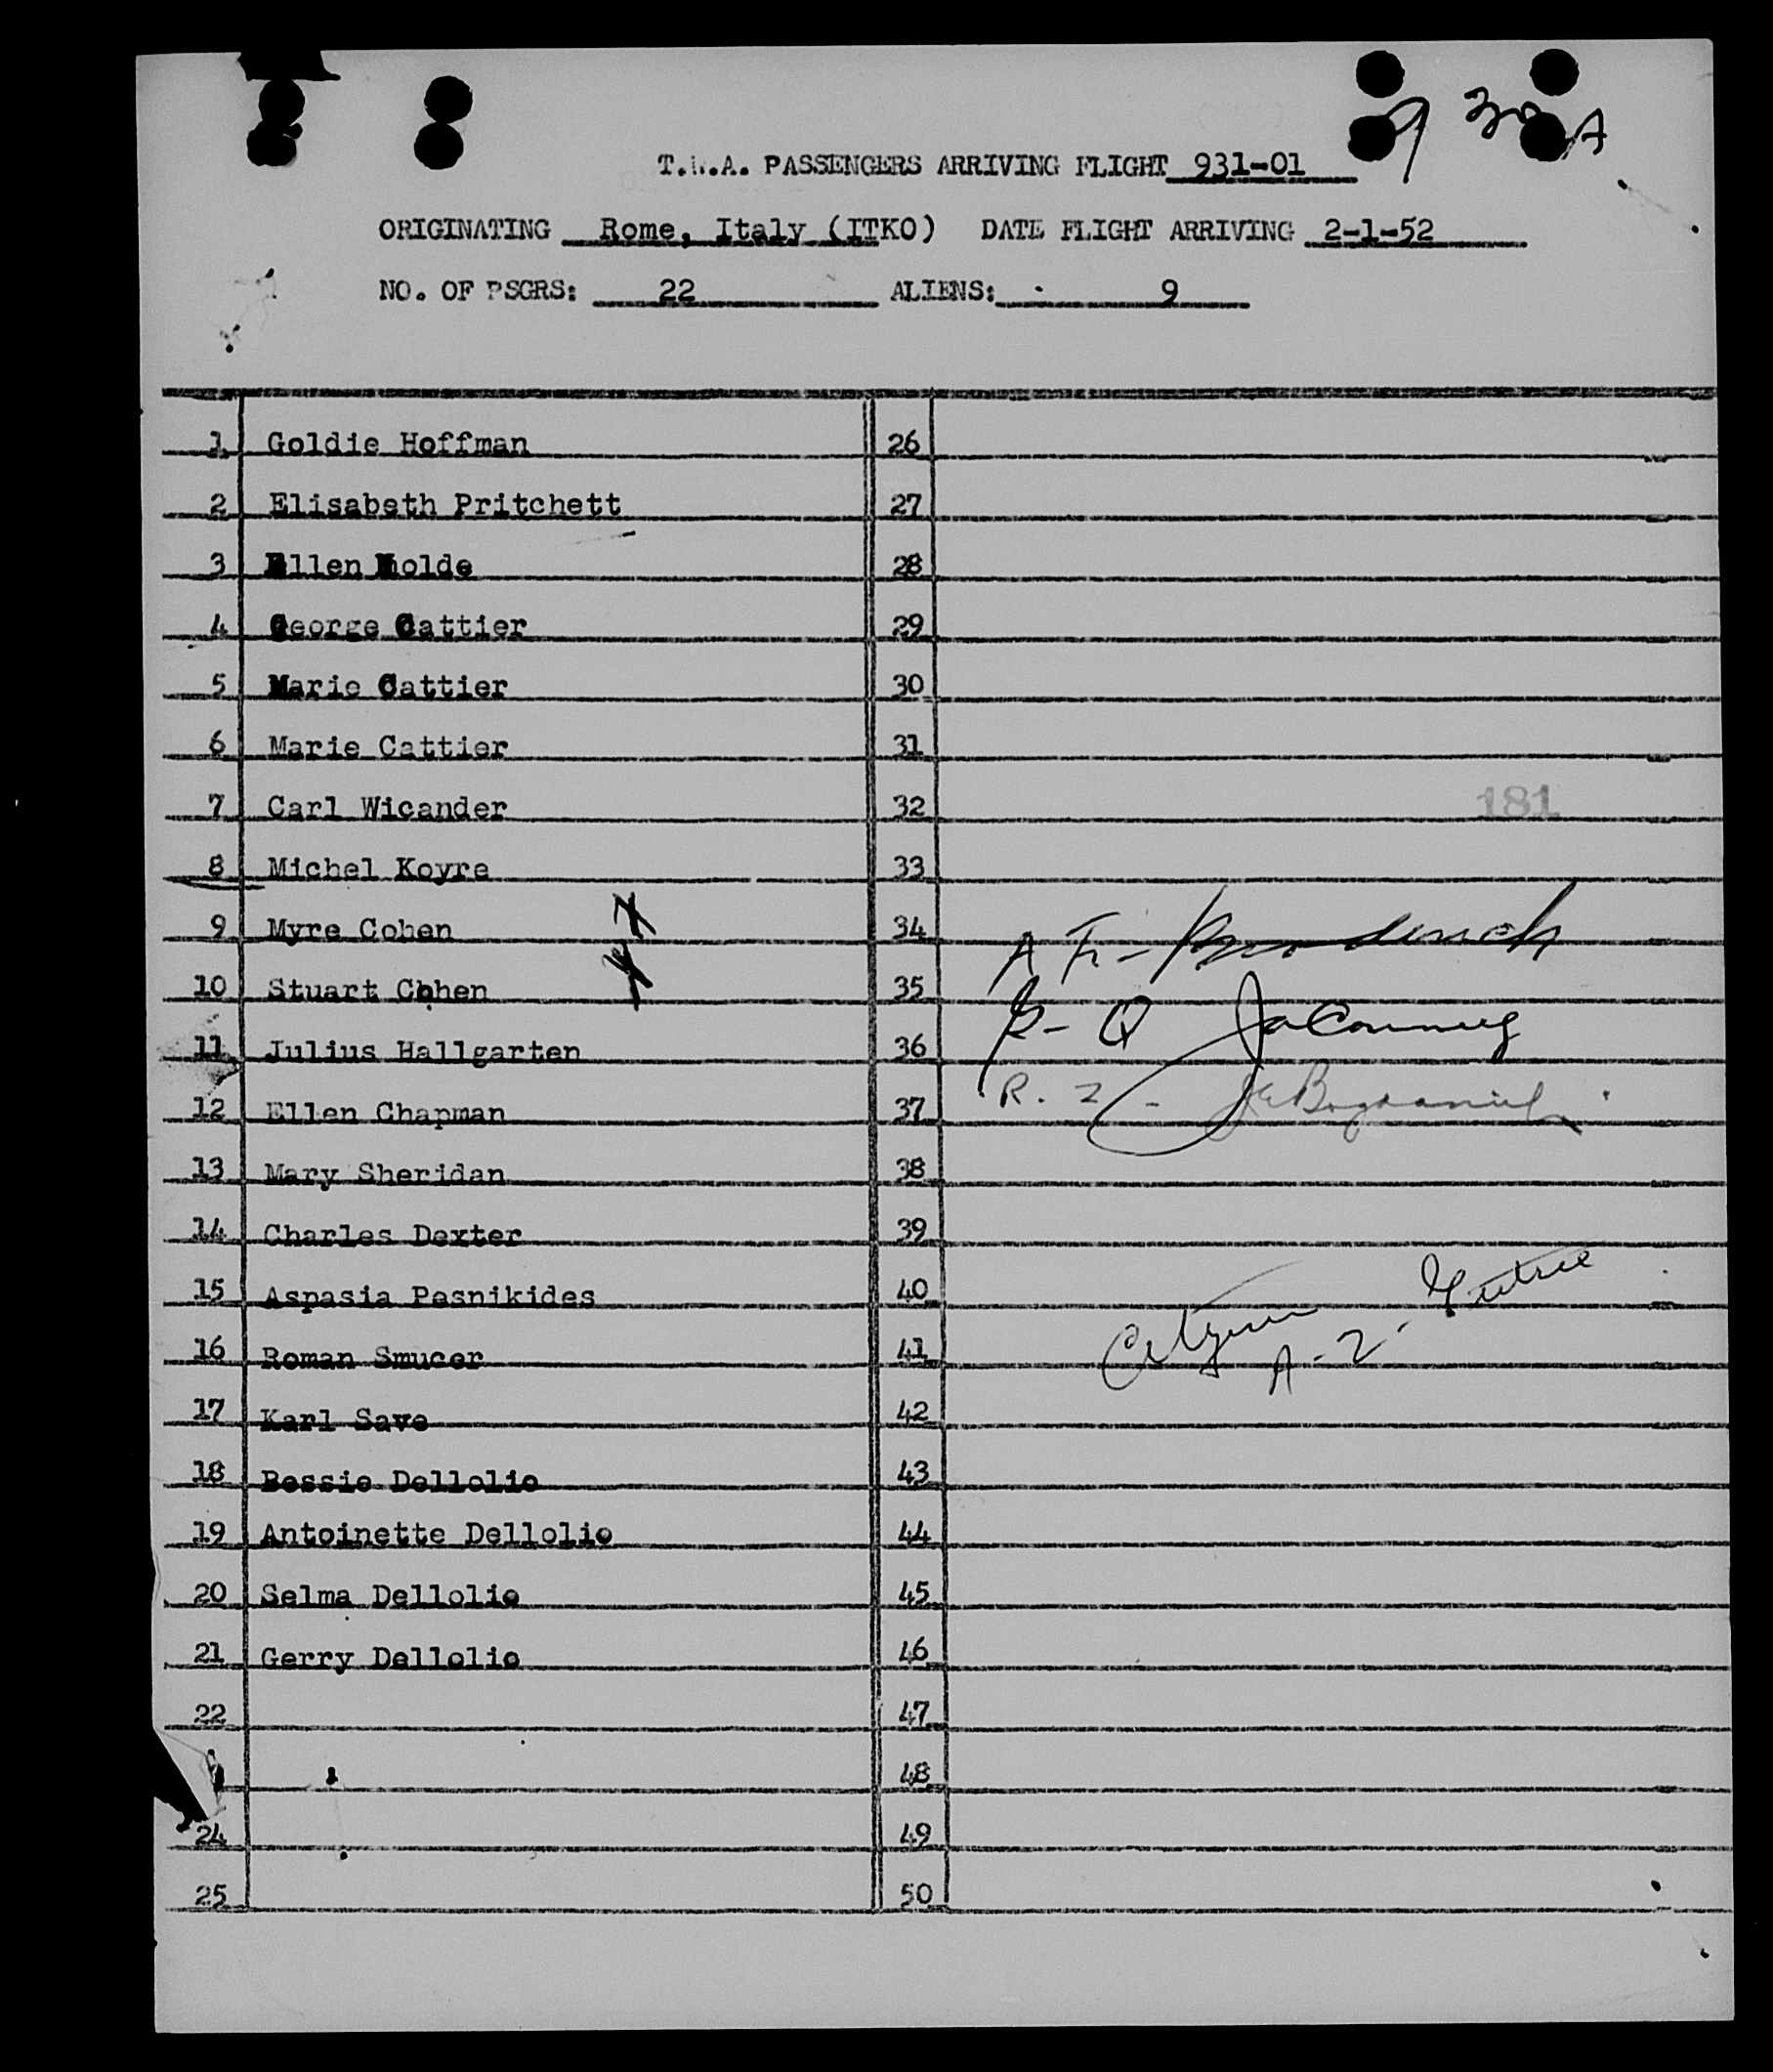 9 30 A
T.W.A. PASSENGERS ARRIVING FLIGHT 931-01
ORIGINATING Rome, Italy (ITKO) DATE FLIGHT ARRIVING 2-1-52
NO. OF PSGRS: 22 ALIENS: 9
1 Goldie Hoffman 26
2 Elisabeth Pritchett 27
3 Ellen 28
4 George Cattier 29
5 Marie Cattier 30
6 Marie Cattier 31
7 Carl Wicander 32
181
8 Michel Koyre 33
9 Myre Cohen 34
10 Stuart Cohen 35
11 Julius Hallgarten 36
12 Ellen Chapman 37
R. Z -
13 Mary Sheridan 38
14 Charles Dexter 39
15 Aspasia Pesnikides 40
16 Roman Smucer 41
A-Z-
17 Karl Save 42
18 Bessie Dellolio 43
19 Antoinette Dellolio 44
20 Selma Dellolio 45
21 Gerry Dellolio 46
22 47
48
24 49
25 50